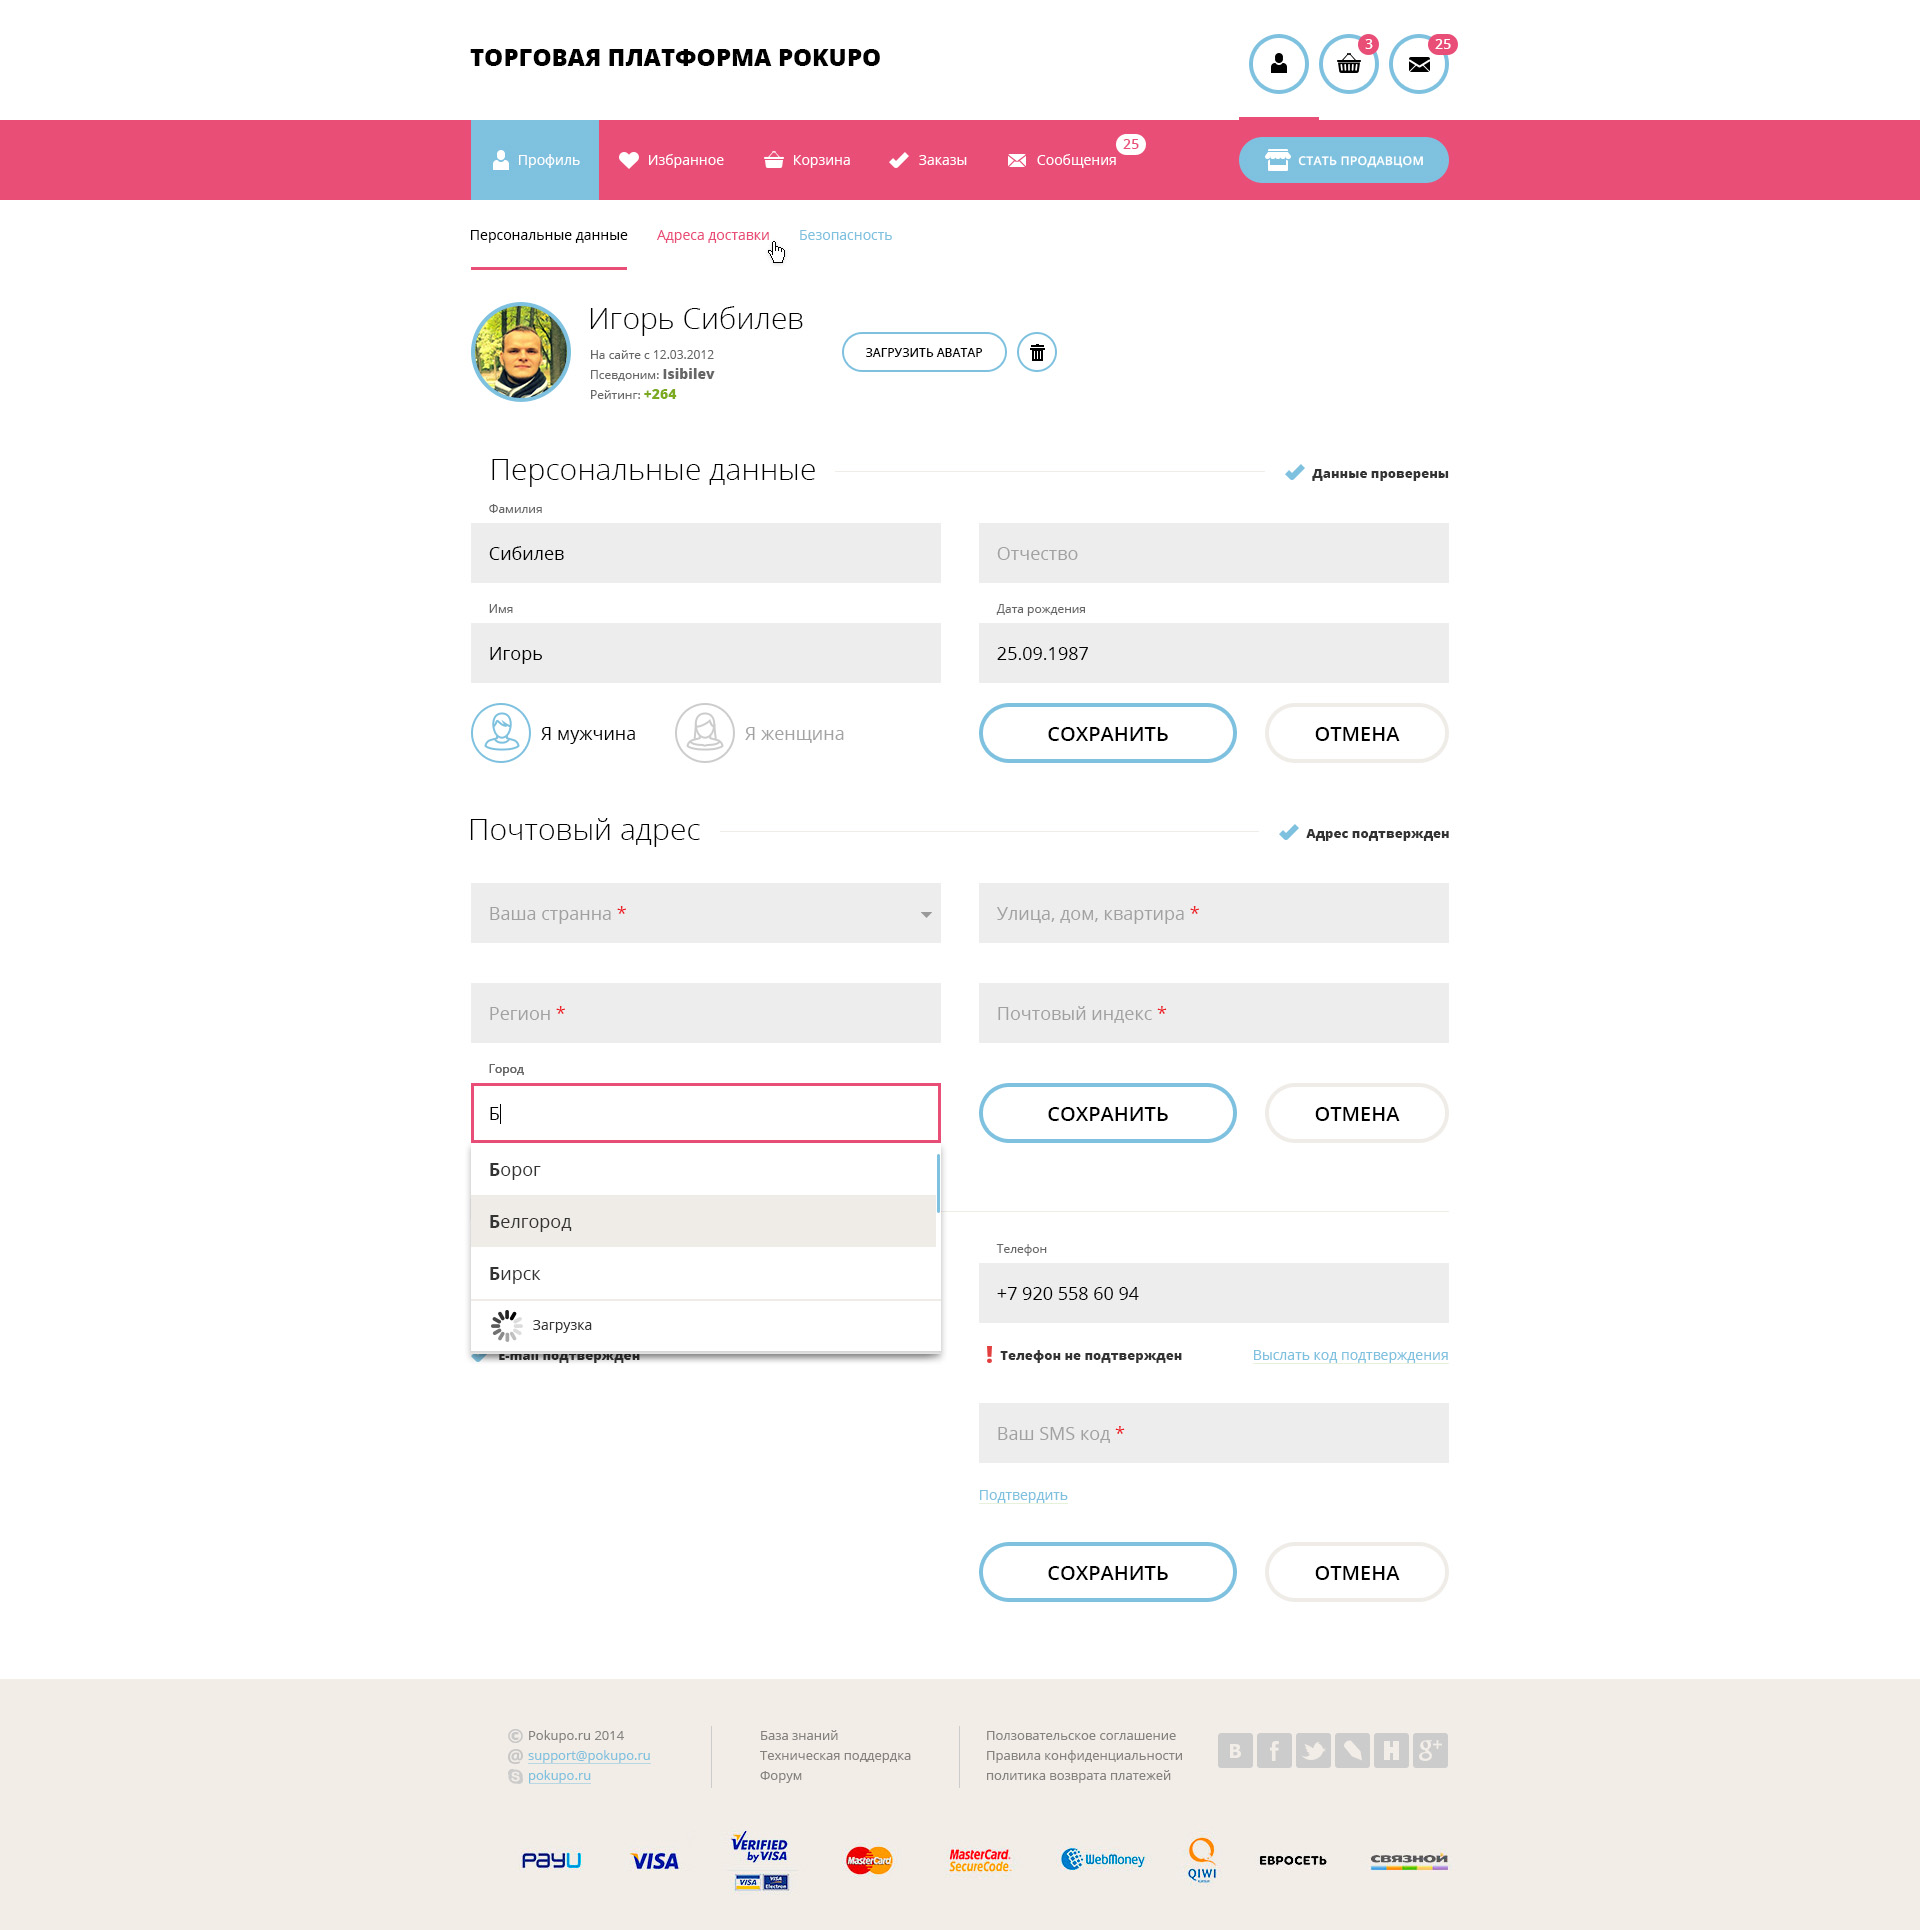 ТОРГОВАЯ ПЛАТФОРМА POKUPO
3
25
Профиль
Избранное
Корзина
Заказы
Сообщения
25
СТАТЬ ПРОДАВЦОМ
Персональные данные
Адреса доставки
Безопасность
Игорь Сибилев
На сайте с 12.03.2012
Псевдоним: Isibilev
Рейтинг: +264
ЗАГРУЗИТЬ АВАТАР
Персональные данные
Данные проверены
Фамилия
Сибилев
Отчество
Имя
Дата рождения
Игорь
25.09.1987
Я мужчина
Я женщина
СОХРАНИТЬ
ОТМЕНА
Почтовый адрес
Адрес подтвержден
Ваша странна *
Улица, дом, квартира *
Регион *
Почтовый индекс *
Город
Б
СОХРАНИТЬ
ОТМЕНА
Борог
Белгород
Бирск
Загрузка
Телефон
+7 920 558 60 94
E-mail подтвержден
Телефон не подтвержден
Выслать код подтверждения
Ваш SMS код *
Подтвердить
СОХРАНИТЬ
ОТМЕНА
© Pokupo.ru 2014
@ support@pokupo.ru
pokupo.ru
База знаний
Техническая поддердка
Форум
Ползовательское соглашение
Правила конфиденциальности
политика возврата платежей
B f H g+
PayU
VISA
VERIFIED by VISA
VISA VISA Electron
MasterCard
MasterCard. SecureCode.
WebMoney
QIWI
ЕВРОСЕТЬ
СВЯЗНОЙ